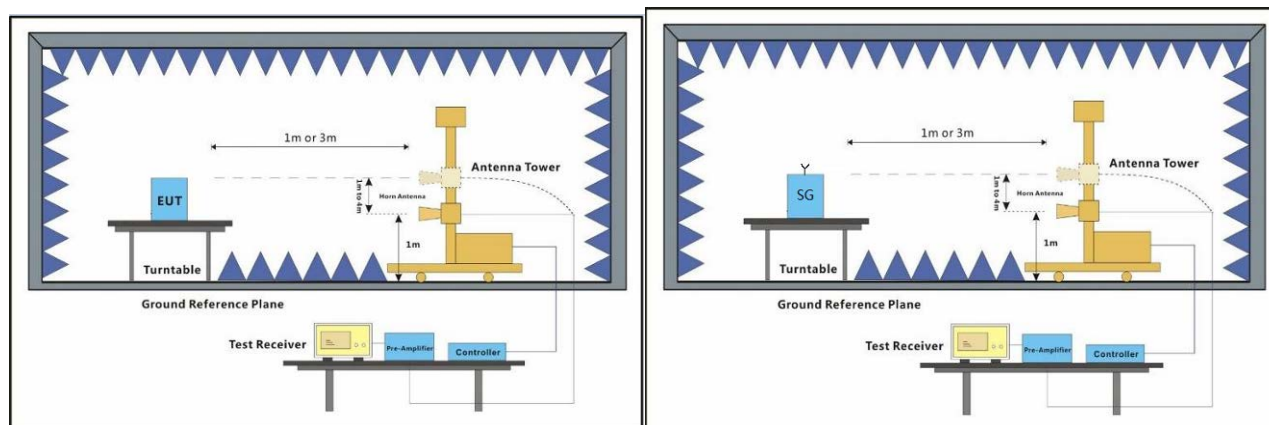 1m or 3m
Antenna Tower
EUT
1m to 4m
Horn Antenna
1m
Turntable
Ground Reference Plane
Test Receiver
Pre-Amplifier
Controller
1m or 3m
Antenna Tower
SG
1m to 4m
Horn Antenna
1m
Turntable
Ground Reference Plane
Test Receiver
Pre-Amplifier
Controller